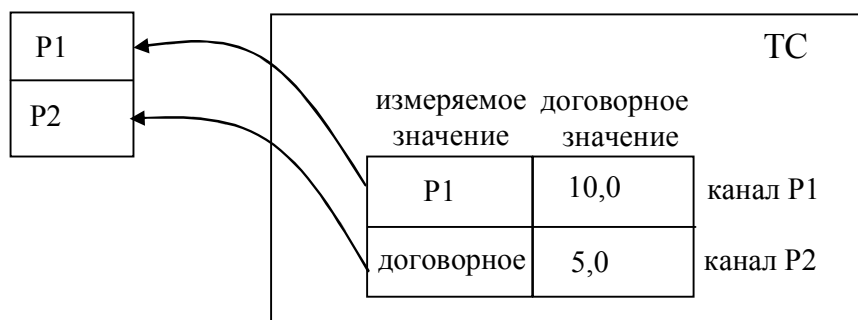 P1
P2
ТС
измеряемое значение
договорное значение
P1
10,0
канал P1
договорное
5,0
канал P2